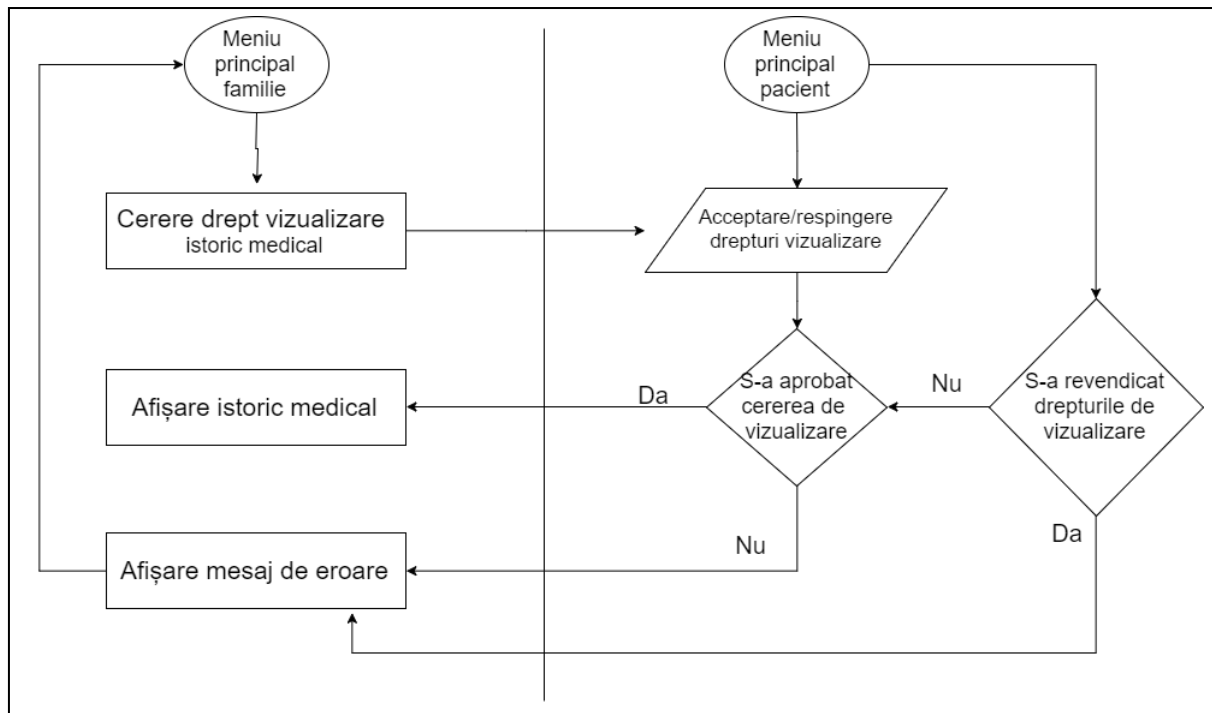 Meniu
principal
familie
Meniu
principal
pacient
Cerere drept vizualizare
istoric medical
Acceptare/respingere
drepturi vizualizare
Afișare istoric medical
Da
S-a aprobat
cererea de
vizualizare
Nu
S-a revendicat
drepturile de
vizualizare
Afișare mesaj de eroare
Nu
Da